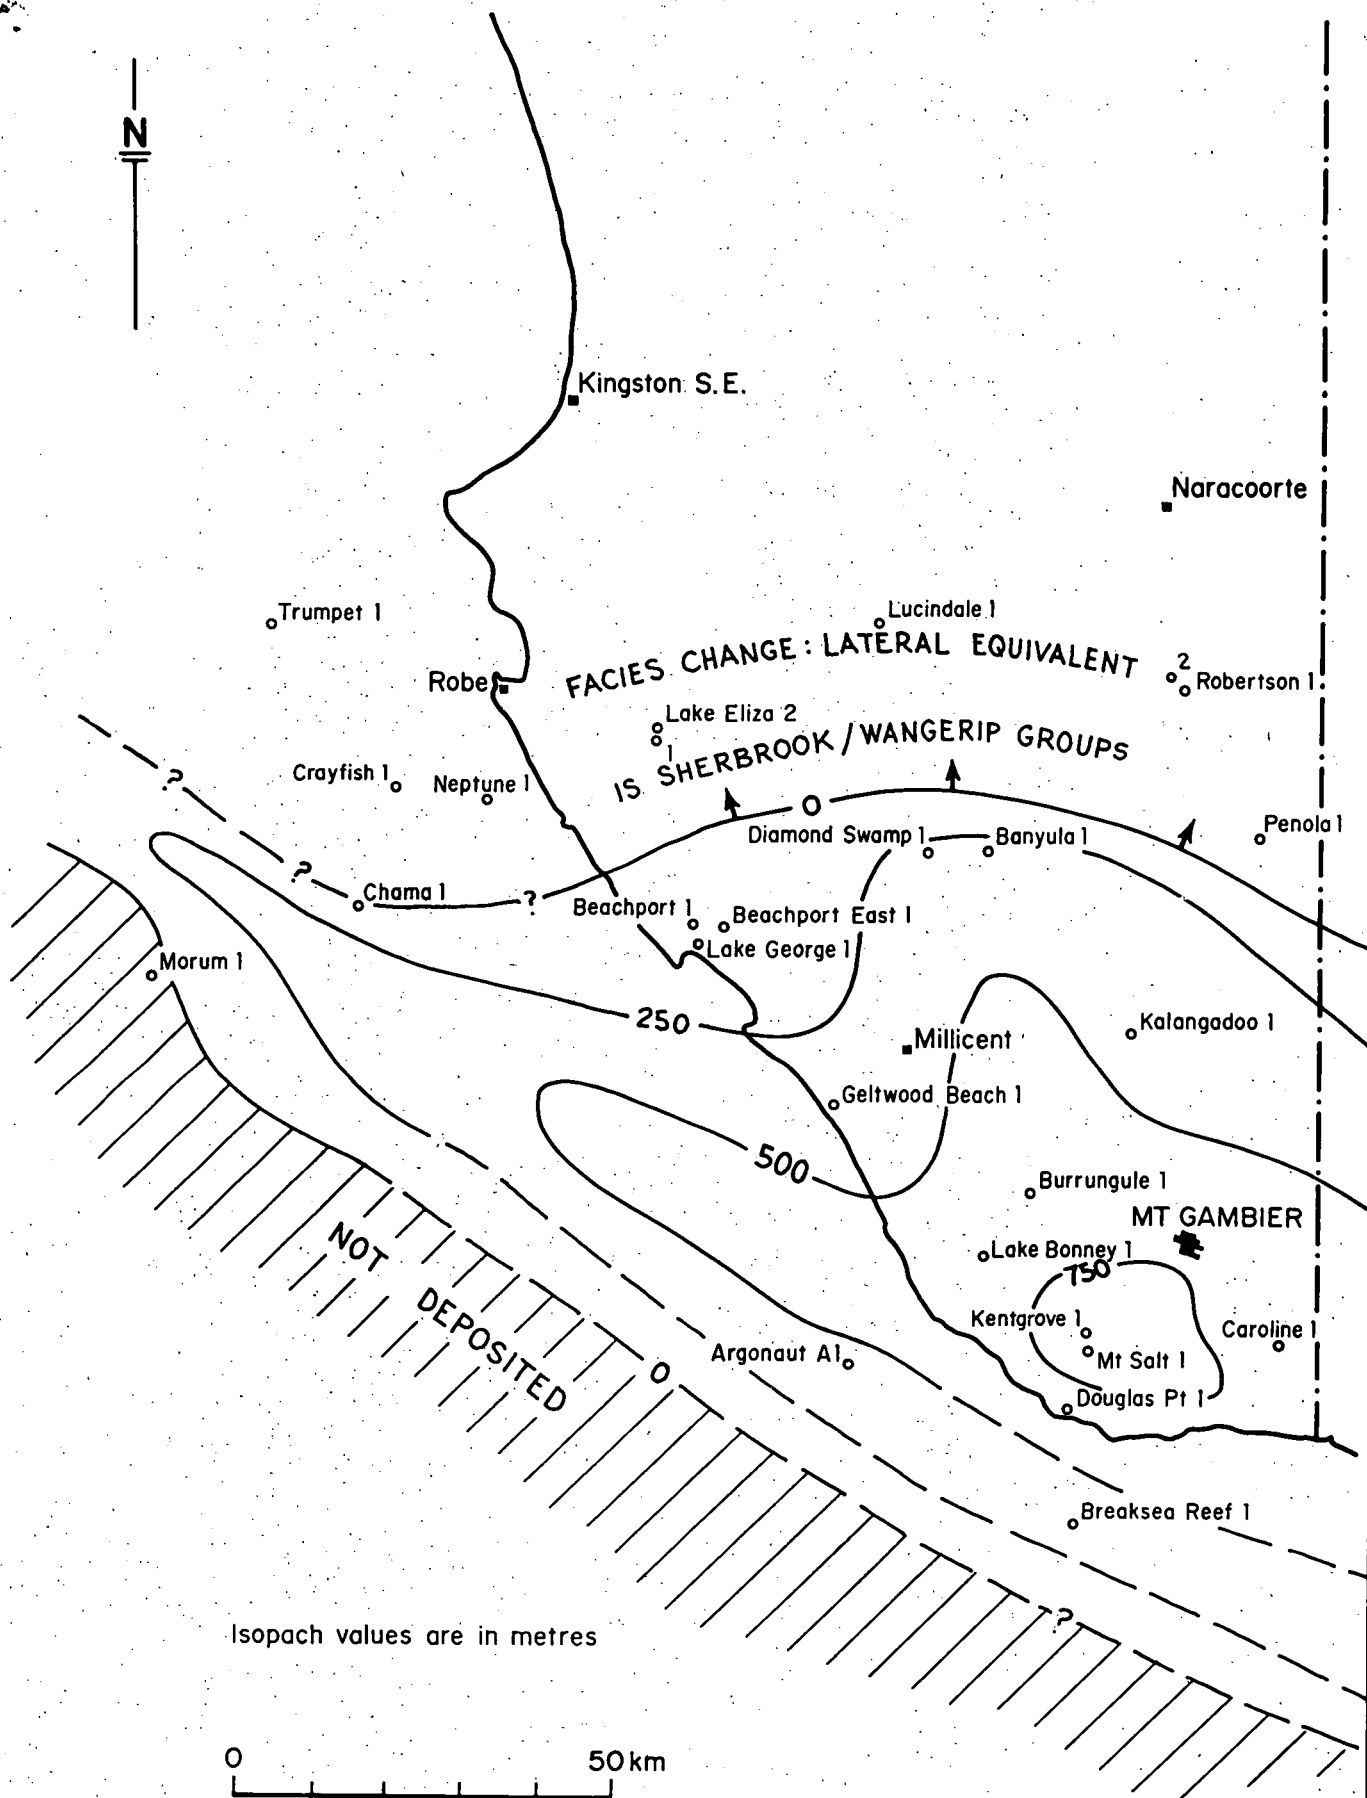 N
Kingston S.E.
Naracoorte
Trumpet 1
Lucindale 1
FACIES CHANGE : LATERAL EQUIVALENT
2
Robertson 1
Robe
Lake Eliza 2
1
IS SHERBROOK / WANGERIP GROUPS
?
Crayfish 1
Neptune 1
0
Diamond Swamp 1
Banyula 1
Penola 1
?
Chama 1
?
Beachport 1
Beachport East 1
Lake George 1
Morum 1
250
Millicent
Kalangadoo 1
Geltwood Beach 1
500
Burrungule 1
MT GAMBIER
NOT
DEPOSITED
Lake Bonney 1
750
Kentgrove 1
Caroline 1
Argonaut A1
Mt Salt 1
0
Douglas Pt 1
Breaksea Reef 1
?
Isopach values are in metres
0
50 km